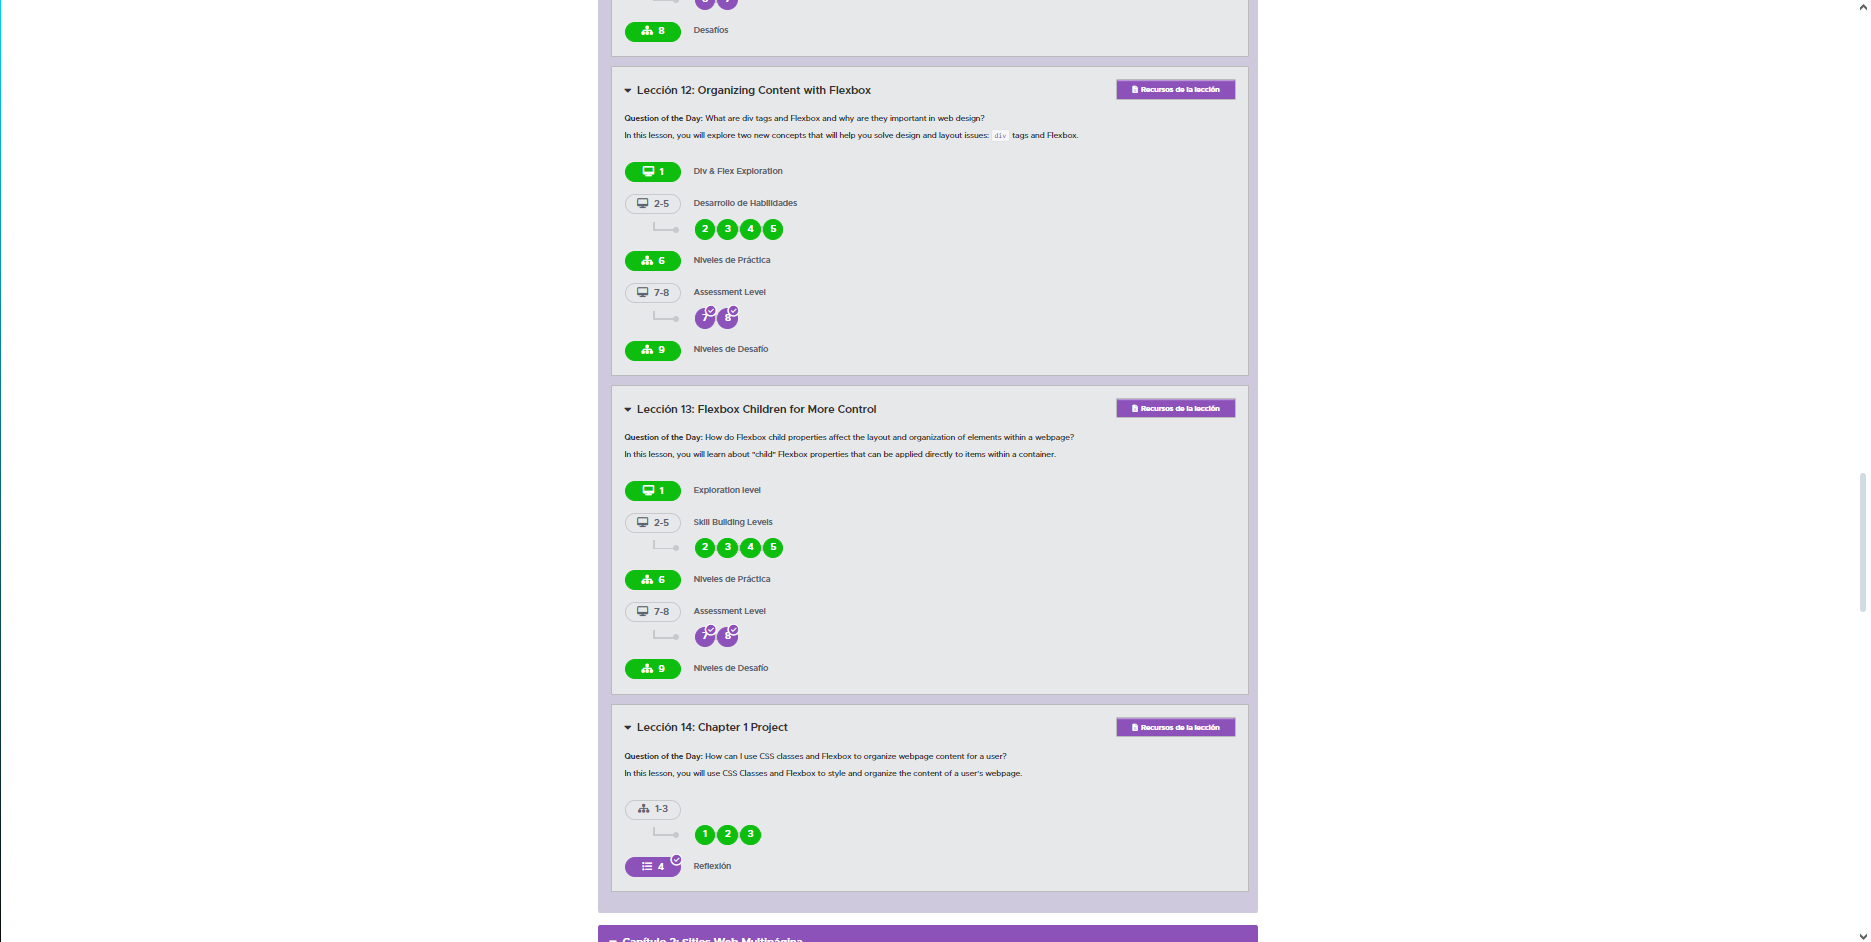 8 Desafíos
Lección 12: Organizing Content with Flexbox
Recursos de la lección
Question of the Day: What are div tags and Flexbox and why are they important in web design?
In this lesson, you will explore two new concepts that will help you solve design and layout issues: div tags and Flexbox.
1 Div & Flex Exploration
2-5 Desarrollo de Habilidades
2 3 4 5
6 Niveles de Práctica
7-8 Assessment Level
7 8
9 Niveles de Desafío
Lección 13: Flexbox Children for More Control
Recursos de la lección
Question of the Day: How do Flexbox child properties affect the layout and organization of elements within a webpage?
In this lesson, you will learn about "child" Flexbox properties that can be applied directly to items within a container.
1 Exploration level
2-5 Skill Building Levels
2 3 4 5
6 Niveles de Práctica
7-8 Assessment Level
7 8
9 Niveles de Desafío
Lección 14: Chapter 1 Project
Recursos de la lección
Question of the Day: How can I use CSS classes and Flexbox to organize webpage content for a user?
In this lesson, you will use CSS Classes and Flexbox to style and organize the content of a user's webpage.
1-3
1 2 3
4 Reflexión
Capítulo 2: Sitios Web Multipágina